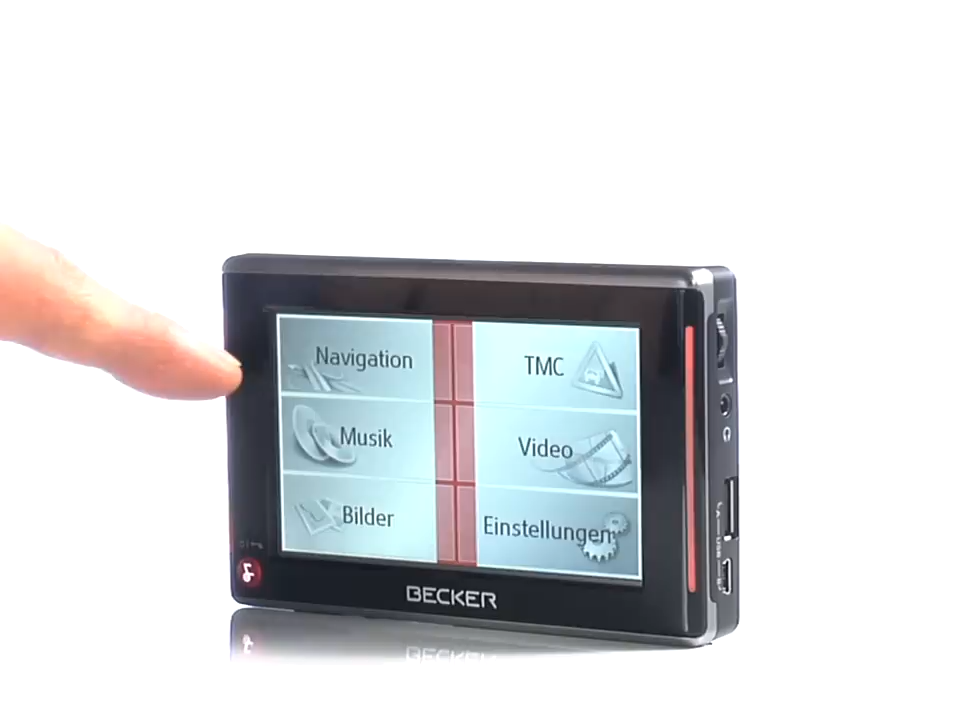 Navigation
TMC
Musik
Video
Bilder
Einstellungen
BECKER